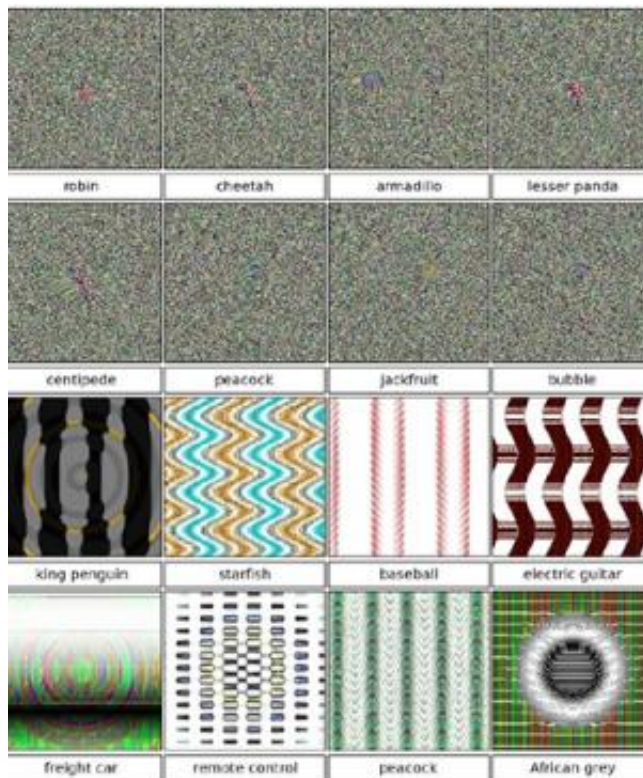 robin cheetah armadillo lesser panda
centipede peacock jackfruit bubble
king penguin starfish baseball electric guitar
freight car remote control peacock African grey